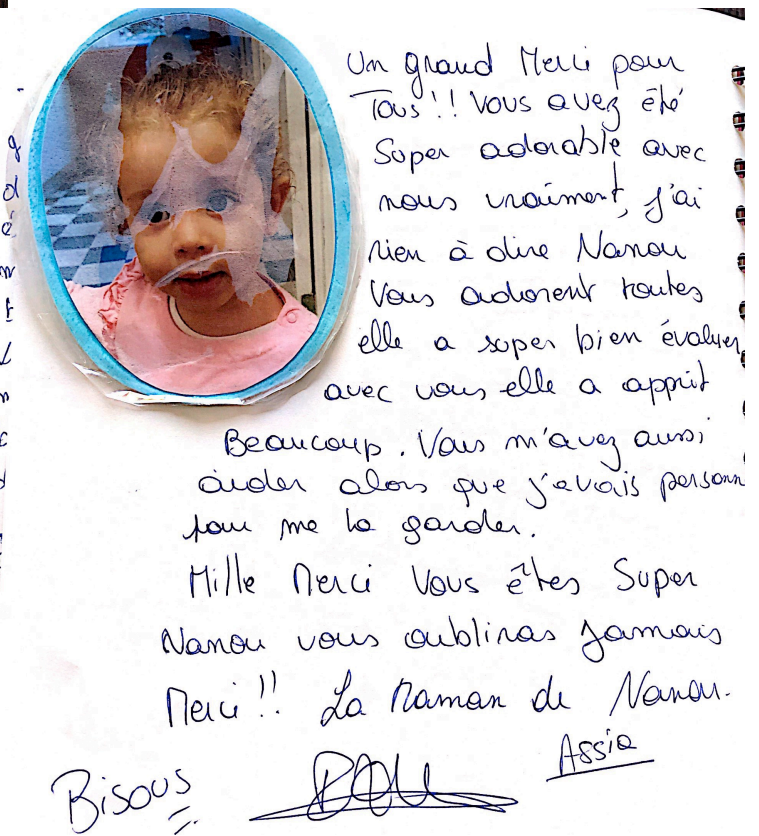 Un grand Merci pour
Tous!! Vous avez été
Super adorable avec
nous vraiment, j'ai
rien à dire Nanou
Vous adorent toutes
elle a super bien évoluer
avec vous elle a apprit
Beaucoup. Vous m'avez aussi
aider alors que j'avais personn
pour me la garder.
Mille Merci Vous êtes Super
Nanou vous oubliras Jamais
Merci!! La Maman de Nanou.
Assia
Bisous